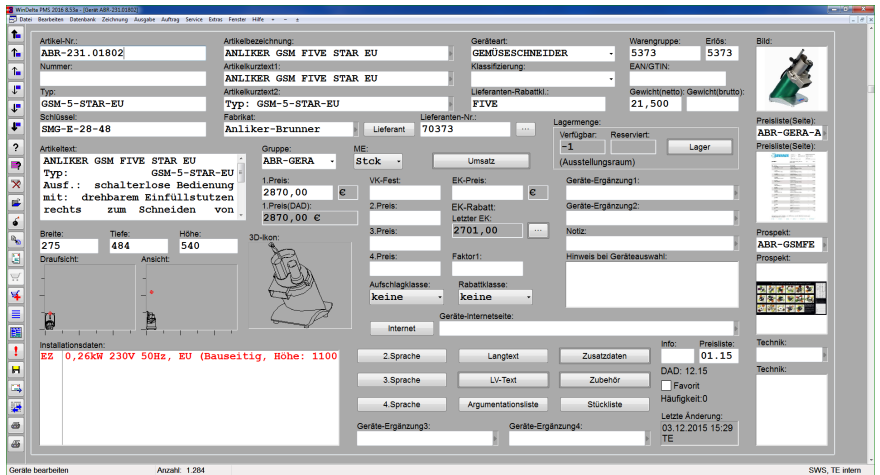 WinDelta PMS 2016 8.53a - [Gerät ABR-231.01802]
Datei Bearbeiten Datenbank Zeichnung Ausgabe Auftrag Service Extras Fenster Hilfe + - ±
Artikel-Nr.: Artikelbezeichnung: Geräteart: Warengruppe: Erlös: Bild:
ABR-231.01802 ANLIKER GSM FIVE STAR EU GEMÜSESCHNEIDER 5373 5373
Nummer: Artikelkurztext1: Klassifizierung: EAN/GTIN:
ANLIKER GSM FIVE STAR EU
Typ: Artikelkurztext2: Lieferanten-Rabattkl.: Gewicht(netto): Gewicht(brutto):
GSM-5-STAR-EU Typ: GSM-5-STAR-EU FIVE 21,500
Schlüssel: Fabrikat: Lieferanten-Nr.: Lagermenge: Preisliste(Seite):
SMG-E-28-48 Anliker-Brunner Lieferant 70373 ... Verfügbar: Reserviert: ABR-GERA-A
-1 Lager
(Ausstellungsraum)
Preisliste(Seite):
Artikeltext: Gruppe: ME:
ANLIKER GSM FIVE STAR EU ABR-GERA Stck Umsatz
Typ: GSM-5-STAR-EU
Ausf.: schalterlose Bedienung
mit: drehbarem Einfüllstutzen
rechts zum Schneiden von
1.Preis: VK-Fest: EK-Preis: Geräte-Ergänzung1:
2870,00 € €
1.Preis(DAD): 2.Preis: EK-Rabatt: Geräte-Ergänzung2:
2870,00 € Letzter EK:
2701,00 ...
Breite: Tiefe: Höhe: 3D-Ikon: 3.Preis: Notiz: Prospekt:
275 484 540 ABR-GSMFE
Draufsicht: Ansicht: 4.Preis: Faktor1: Hinweis bei Geräteauswahl: Prospekt:
Aufschlagklasse: Rabattklasse:
keine keine
Geräte-Internetseite:
Internet
Installationsdaten: Info: Preisliste: Technik:
EZ 0,26kW 230V 50Hz, EU (Bauseitig, Höhe: 1100
2.Sprache Langtext Zusatzdaten 01.15
DAD: 12.15 Technik:
3.Sprache LV-Text Zubehör Favorit
Häufigkeit:0
4.Sprache Argumentationsliste Stückliste
Letzte Änderung:
03.12.2015 15:29
TE
Geräte-Ergänzung3: Geräte-Ergänzung4:
Geräte bearbeiten Anzahl: 1.284 SWS, TE intern